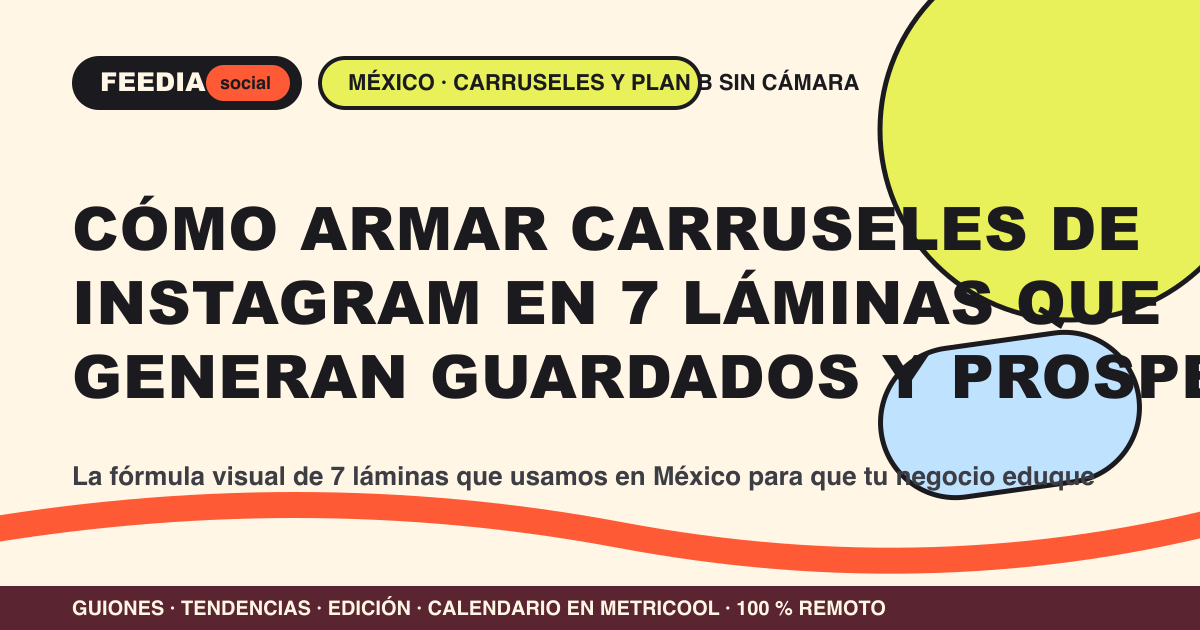 FEEDIA social
MÉXICO · CARRUSELES Y PLAN B SIN CÁMARA
CÓMO ARMAR CARRUSELES DE
INSTAGRAM EN 7 LÁMINAS QUE
GENERAN GUARDADOS Y
La fórmula visual de 7 láminas que usamos en México para que tu negocio eduque
GUIONES · TENDENCIAS · EDICIÓN · CALENDARIO EN METRICOOL · 100 % REMOTO